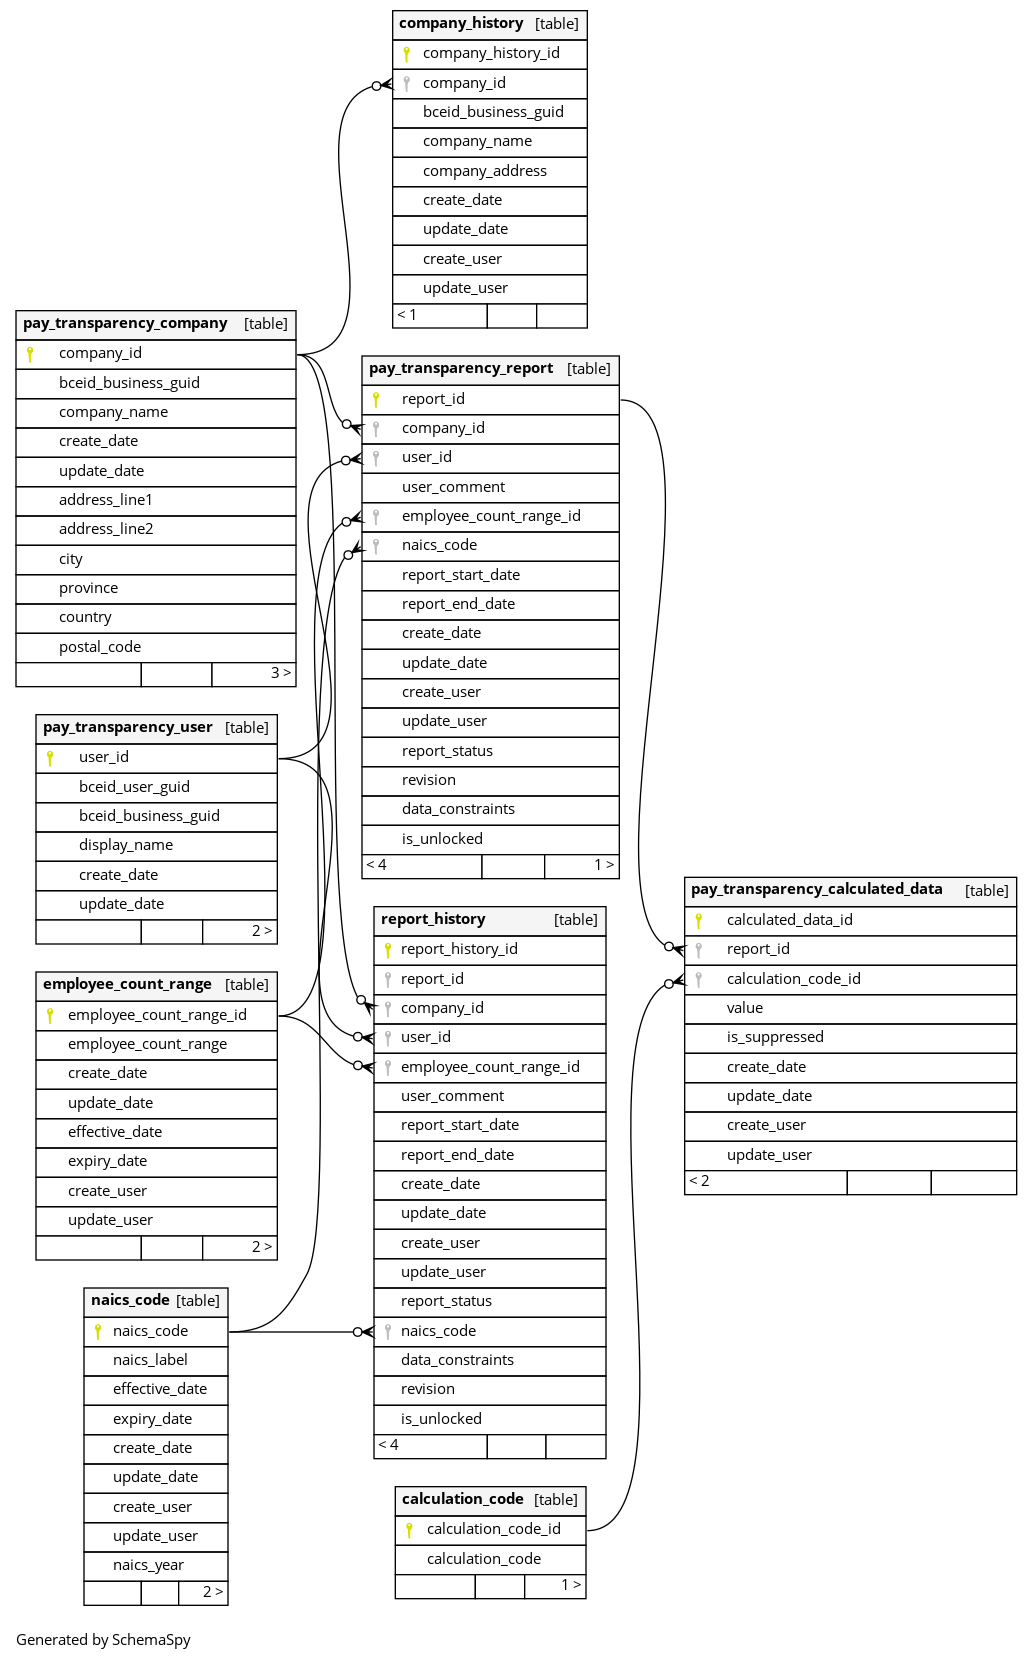 company_history [table]
company_history_id
company_id
bceid_business_guid
company_name
company_address
create_date
update_date
create_user
update_user
< 1
pay_transparency_company [table]
company_id
bceid_business_guid
company_name
create_date
update_date
address_line1
address_line2
city
province
country
postal_code
3 >
pay_transparency_report [table]
report_id
company_id
user_id
user_comment
employee_count_range_id
naics_code
report_start_date
report_end_date
create_date
update_date
create_user
update_user
report_status
revision
data_constraints
is_unlocked
< 4 1 >
pay_transparency_user [table]
user_id
bceid_user_guid
bceid_business_guid
display_name
create_date
update_date
2 >
pay_transparency_calculated_data [table]
calculated_data_id
report_id
calculation_code_id
value
is_suppressed
create_date
update_date
create_user
update_user
< 2
report_history [table]
report_history_id
report_id
company_id
user_id
employee_count_range_id
user_comment
report_start_date
report_end_date
create_date
update_date
create_user
update_user
report_status
naics_code
data_constraints
revision
is_unlocked
< 4
employee_count_range [table]
employee_count_range_id
employee_count_range
create_date
update_date
effective_date
expiry_date
create_user
update_user
2 >
naics_code [table]
naics_code
naics_label
effective_date
expiry_date
create_date
update_date
create_user
update_user
naics_year
2 >
calculation_code [table]
calculation_code_id
calculation_code
1 >
Generated by SchemaSpy